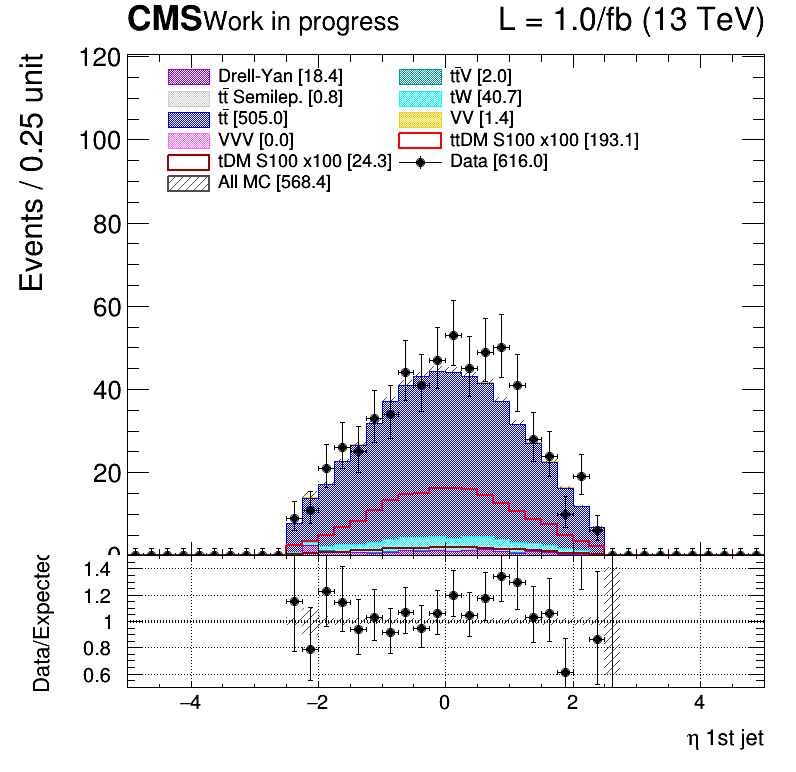 CMS Work in progress L = 1.0/fb (13 TeV)
Events / 0.25 unit
120
100
80
60
40
20
0
Drell-Yan [18.4] tt̄V [2.0]
tt̄ Semilep. [0.8] tW [40.7]
tt̄ [505.0] VV [1.4]
VVV [0.0] ttDM S100 x100 [193.1]
tDM S100 x100 [24.3] Data [616.0]
All MC [568.4]
Data/Expected
1.4
1.2
1
0.8
0.6
−4 −2 0 2 4
η 1st jet